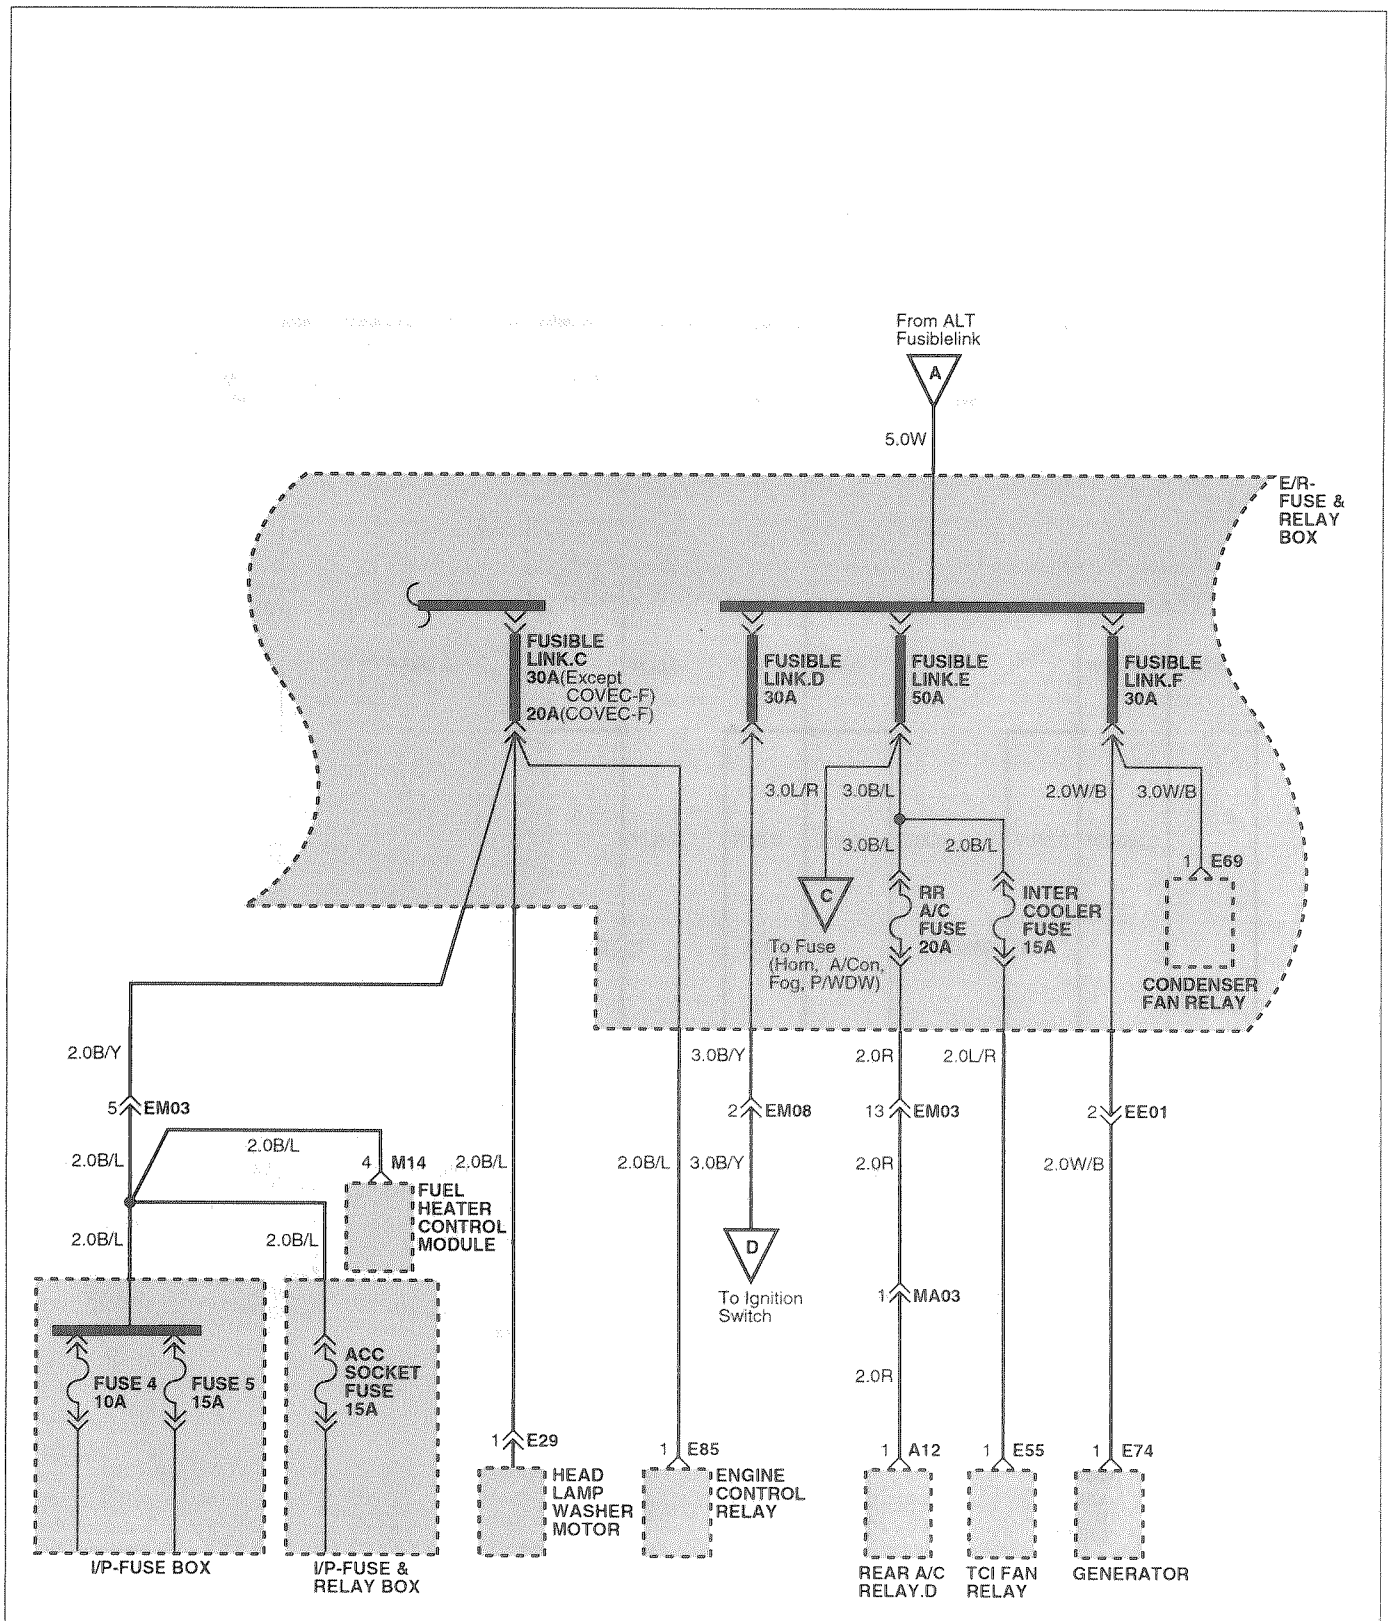 From ALT
Fusiblelink
A
5.0W
E/R-
FUSE &
RELAY
BOX
FUSIBLE
LINK.C
30A(Except
COVEC-F)
20A(COVEC-F)
FUSIBLE
LINK.D
30A
FUSIBLE
LINK.E
50A
FUSIBLE
LINK.F
30A
3.0L/R
3.0B/L
2.0W/B
3.0W/B
3.0B/L
2.0B/L
1 E69
C
RR
A/C
FUSE
20A
INTER
COOLER
FUSE
15A
To Fuse
(Horn, A/Con,
Fog, P/WDW)
CONDENSER
FAN RELAY
2.0B/Y
3.0B/Y
2.0R
2.0L/R
5 EM03
2 EM08
13 EM03
2 EE01
2.0B/L
2.0B/L
4 M14
2.0B/L
2.0B/L
3.0B/Y
2.0R
2.0W/B
FUEL
HEATER
CONTROL
MODULE
2.0B/L
2.0B/L
D
To Ignition
Switch
1 MA03
FUSE 4
10A
FUSE 5
15A
ACC
SOCKET
FUSE
15A
2.0R
1 E29
1 E85
1 A12
1 E55
1 E74
HEAD
LAMP
WASHER
MOTOR
ENGINE
CONTROL
RELAY
I/P-FUSE BOX
I/P-FUSE &
RELAY BOX
REAR A/C
RELAY.D
TCI FAN
RELAY
GENERATOR